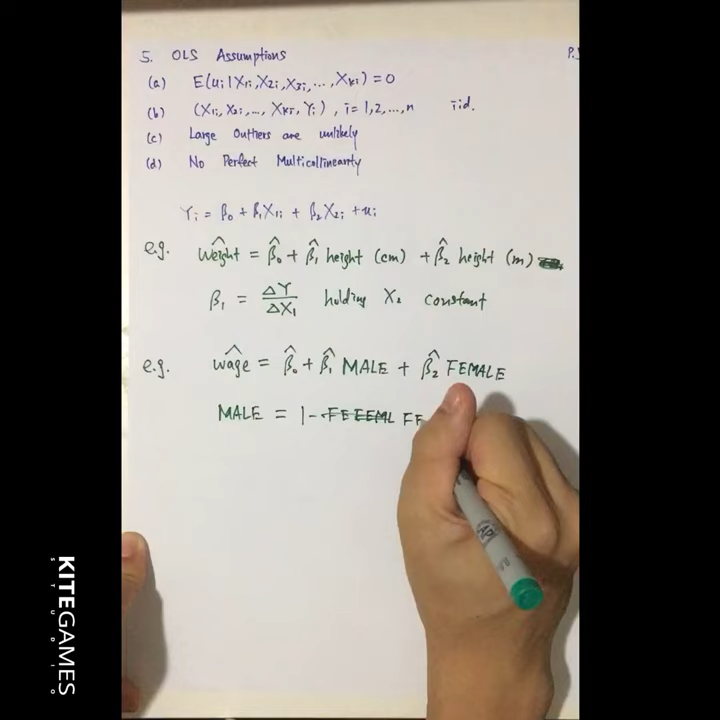 5. OLS Assumptions
(a) E(uᵢ|X₁ᵢ,X₂ᵢ,X₃ᵢ,...,Xₖᵢ)=0
(b) (X₁ᵢ,X₂ᵢ,...,Xₖᵢ,Yᵢ), i=1,2,...,n iid.
(c) Large Outliers are unlikely
(d) No Perfect Multicollinearity
Yᵢ = β₀ + β₁X₁ᵢ + β₂X₂ᵢ + uᵢ
e.g. Weight̂ = β̂₀ + β̂₁ height (cm) + β̂₂ height (m)
β₁ = ΔY/ΔX₁ holding X₂ constant
e.g. wagê = β̂₀ + β̂₁ MALE + β̂₂ FEMALE
MALE = 1-
KITEGAMES
STUDIO